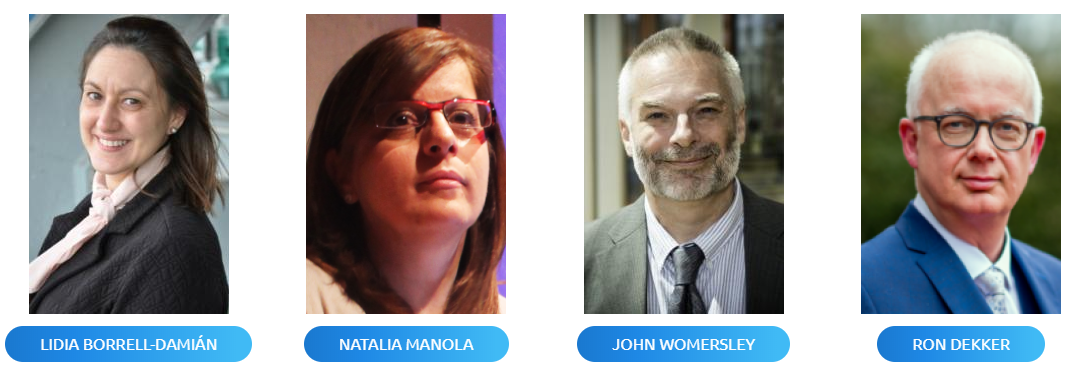 LIDIA BORRELL-DAMIÁN
NATALIA MANOLA
JOHN WOMERSLEY
RON DEKKER